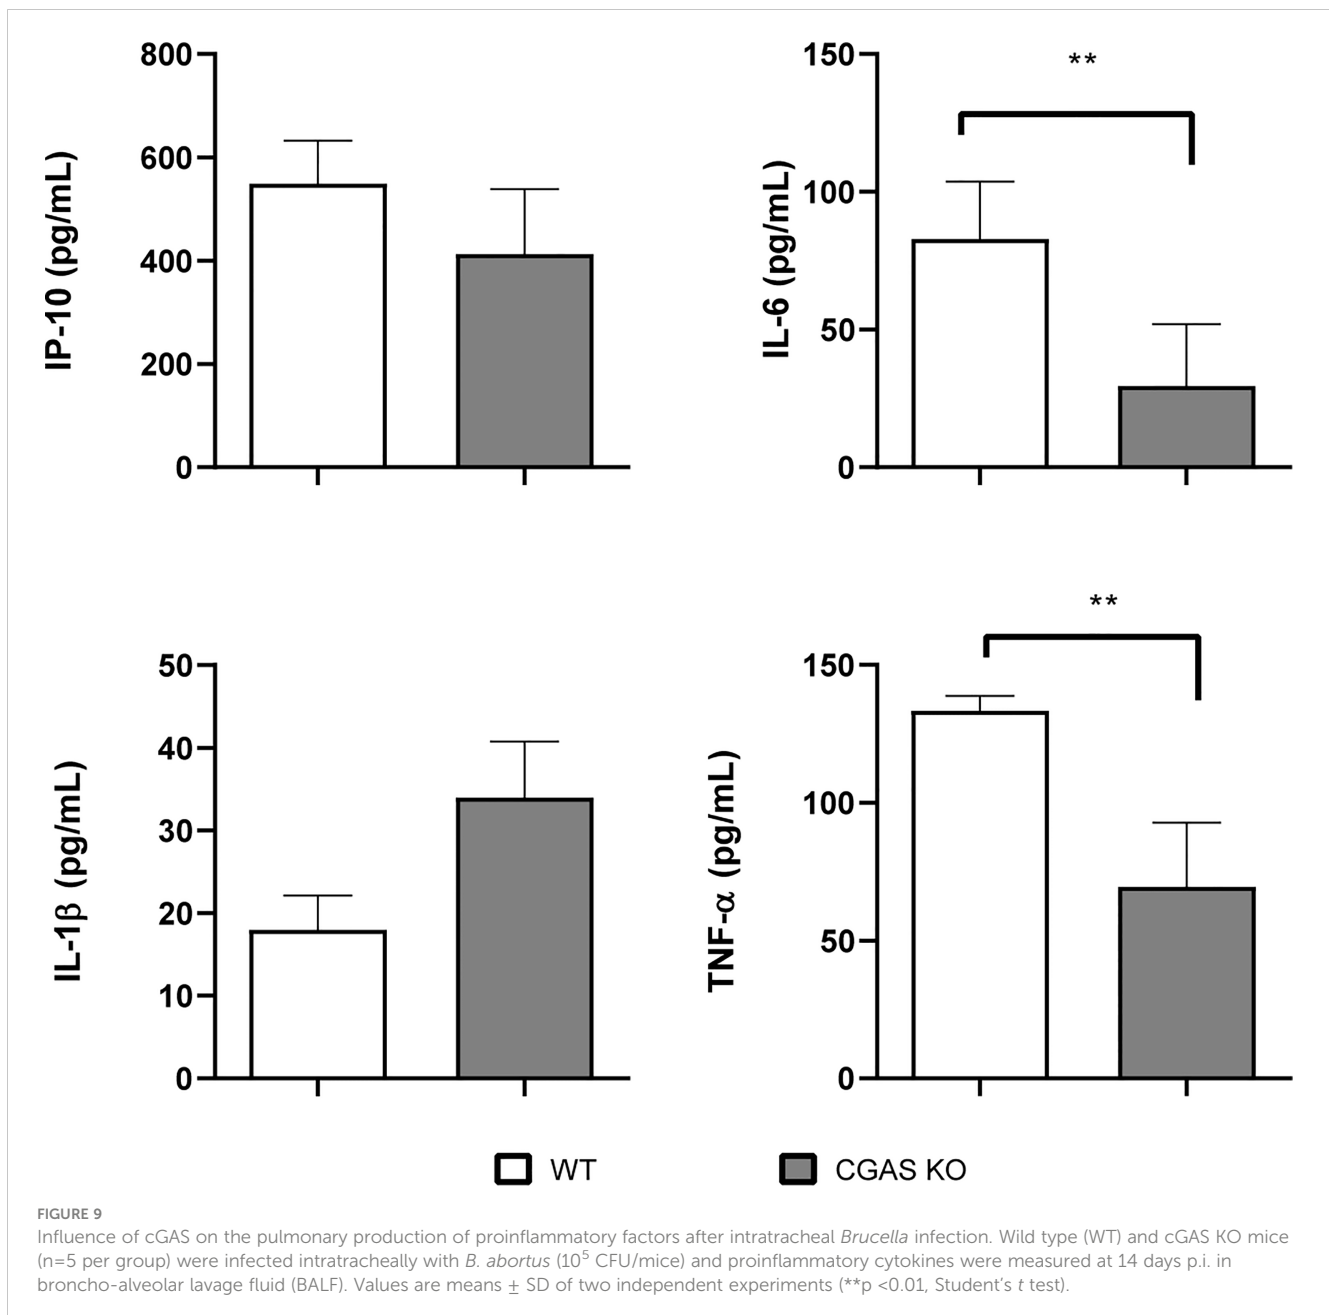 800
600
400
200
0
IP-10 (pg/mL)
**
150
100
50
0
IL-6 (pg/mL)
50
40
30
20
10
0
IL-1β (pg/mL)
**
150
100
50
0
TNF-α (pg/mL)
WT
CGAS KO
FIGURE 9
Influence of cGAS on the pulmonary production of proinflammatory factors after intratracheal Brucella infection. Wild type (WT) and cGAS KO mice
(n=5 per group) were infected intratracheally with B. abortus (10⁵ CFU/mice) and proinflammatory cytokines were measured at 14 days p.i. in
broncho-alveolar lavage fluid (BALF). Values are means ± SD of two independent experiments (**p <0.01, Student's t test).